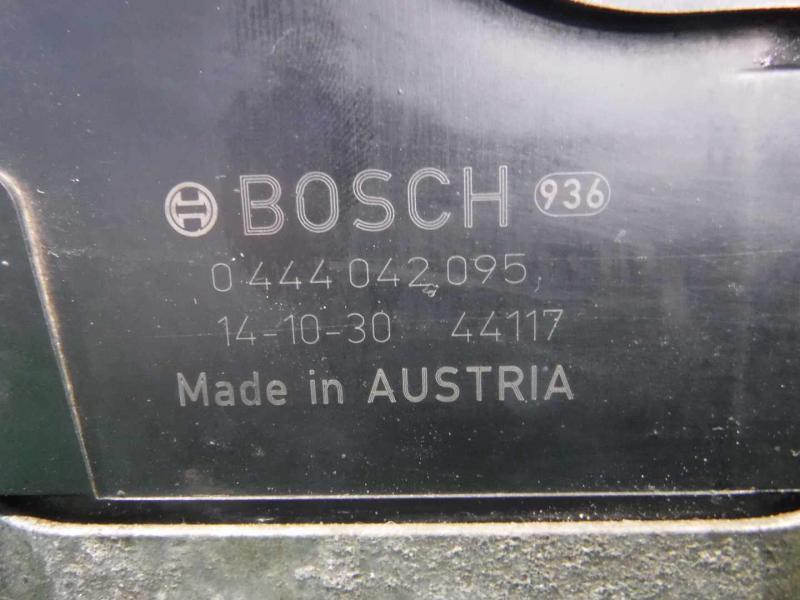 BOSCH 936
0 444 042 095
14-10-30 44117
Made in AUSTRIA